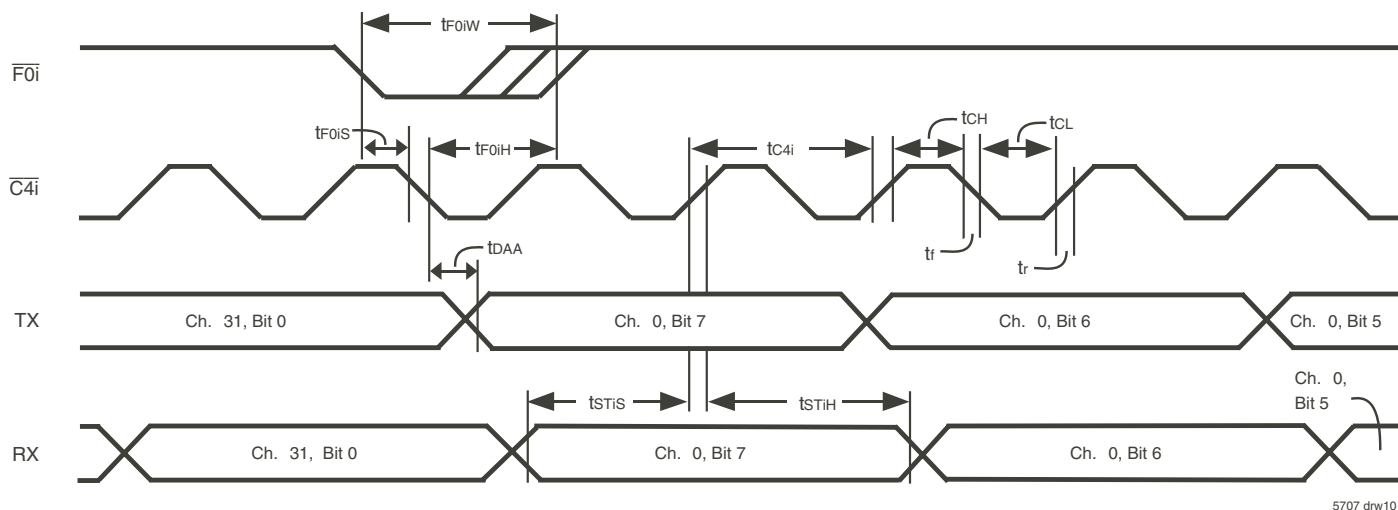 tF0iW
F0i
tF0iS
tF0iH
tC4i
tCH
tCL
C4i
tDAA
tf
tr
TX
Ch. 31, Bit 0
Ch. 0, Bit 7
Ch. 0, Bit 6
Ch. 0, Bit 5
tSTiS
tSTiH
Ch. 0,
Bit 5
RX
Ch. 31, Bit 0
Ch. 0, Bit 7
Ch. 0, Bit 6
5707 drw10